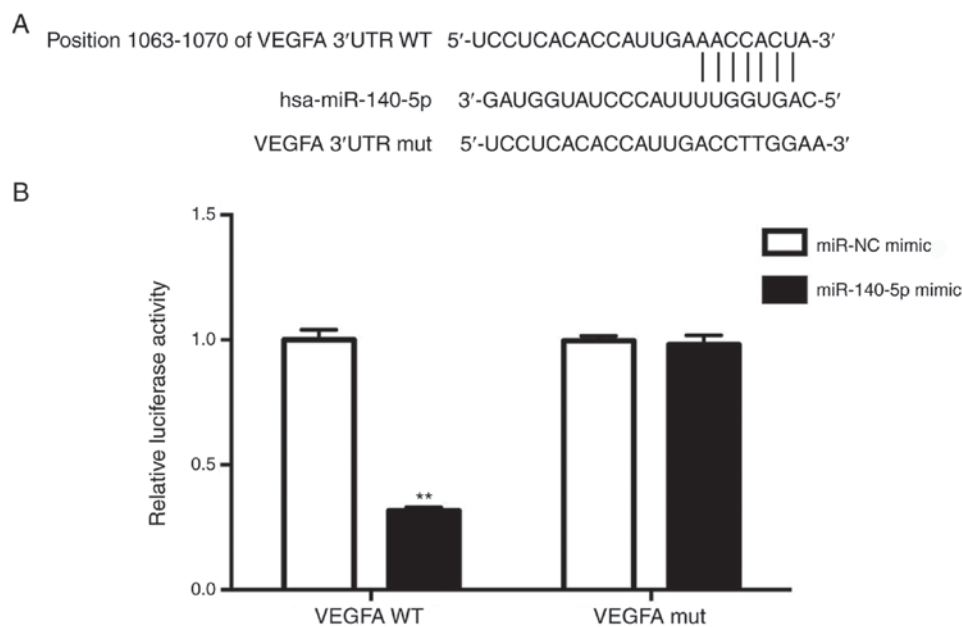 A
Position 1063-1070 of VEGFA 3'UTR WT 5'-UCCUCACACCAUUGAAACCACUA-3'
hsa-miR-140-5p 3'-GAUGGUAUCCCAUUUUGGUGAC-5'
VEGFA 3'UTR mut 5'-UCCUCACACCAUUGACCTTGGAA-3'
B
1.5
miR-NC mimic
miR-140-5p mimic
1.0
Relative luciferase activity
0.5
**
0.0
VEGFA WT VEGFA mut